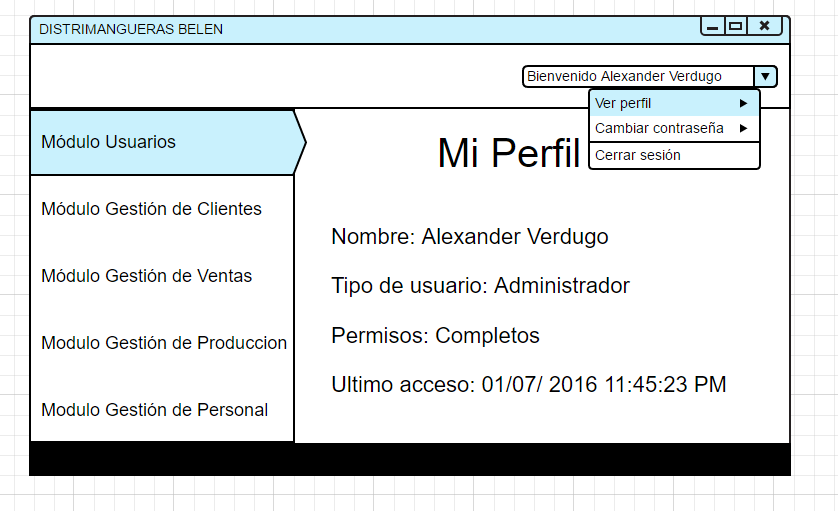 DISTRIMANGUERAS BELEN
Bienvenido Alexander Verdugo
Ver perfil
Cambiar contraseña
Cerrar sesión
Módulo Usuarios
Módulo Gestión de Clientes
Módulo Gestión de Ventas
Modulo Gestión de Produccion
Modulo Gestión de Personal
Mi Perfil
Nombre: Alexander Verdugo
Tipo de usuario: Administrador
Permisos: Completos
Ultimo acceso: 01/07/ 2016 11:45:23 PM